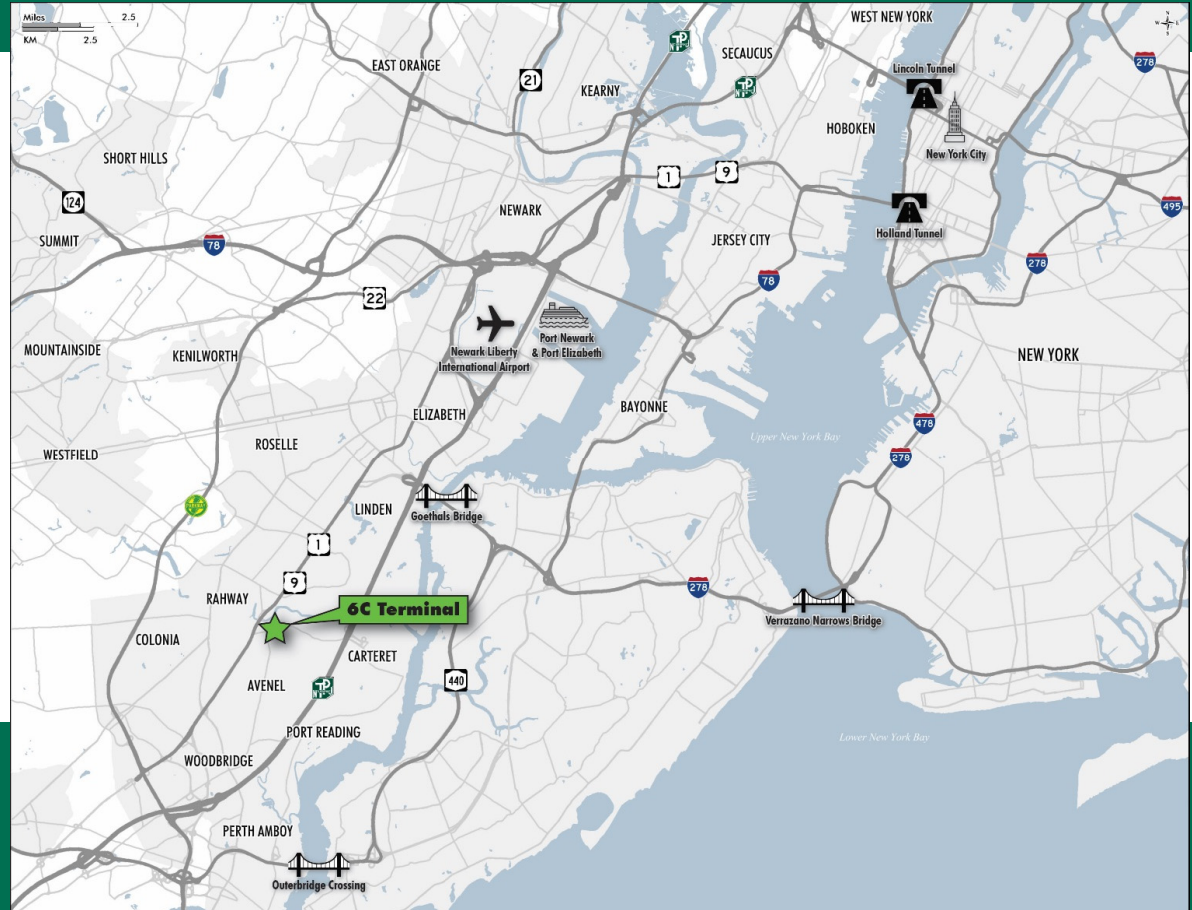 Miles
2.5
KM
2.5
WEST NEW YORK
N
W
E
S
SECAUCUS
278
EAST ORANGE
21
KEARNY
Lincoln Tunnel
HOBOKEN
New York City
SHORT HILLS
1
9
124
495
NEWARK
Holland Tunnel
SUMMIT
78
JERSEY CITY
278
78
22
Port Newark
& Port Elizabeth
Newark Liberty
International Airport
MOUNTAINSIDE
KENILWORTH
NEW YORK
ELIZABETH
BAYONNE
478
Upper New York Bay
ROSELLE
WESTFIELD
278
LINDEN
Goethals Bridge
1
9
278
RAHWAY
6C Terminal
Verrazano Narrows Bridge
COLONIA
CARTERET
440
AVENEL
PORT READING
Lower New York Bay
WOODBRIDGE
PERTH AMBOY
Outerbridge Crossing